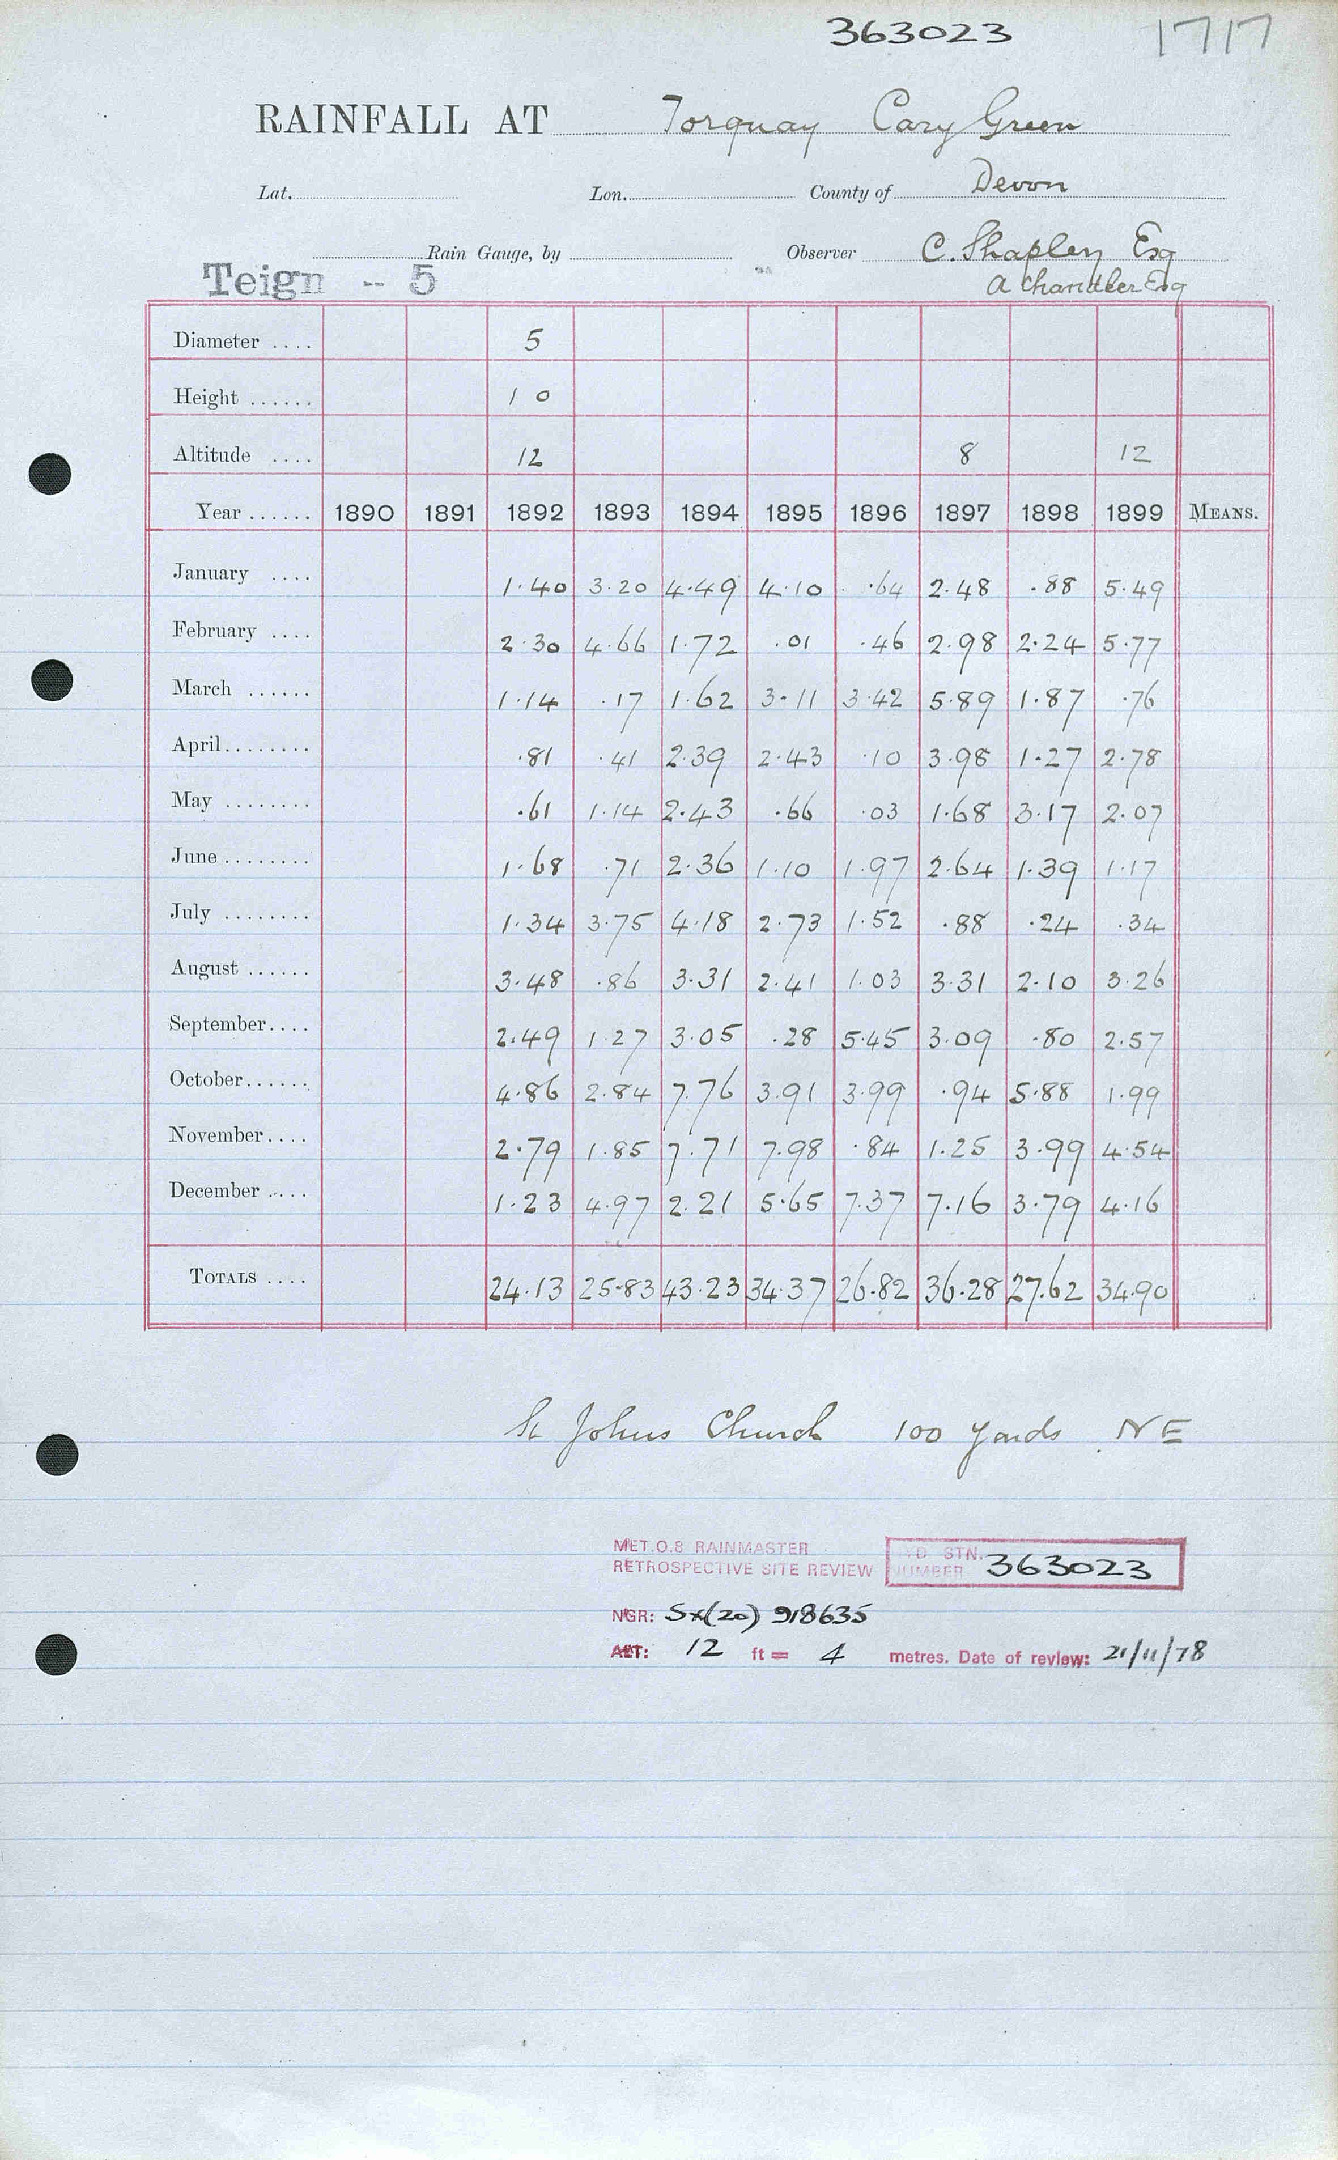 363023 1717
RAINFALL AT Torquay Cary Green
Lat. Lon. County of Devon
Rain Gauge, by Observer C. Shapley Esq
Teign -- 5 A Chandler Esq
Diameter .... 5
Height ...... 1 0
Altitude .... 12 8 12
Year ...... 1890 1891 1892 1893 1894 1895 1896 1897 1898 1899 MEANS.
January .... 1.40 3.20 4.49 4.10 .64 2.48 .88 5.49
February .... 2.30 4.66 1.72 .01 .46 2.98 2.24 5.77
March ...... 1.14 .17 1.62 3.11 3.42 5.89 1.87 .76
April........ .81 .41 2.39 2.43 .10 3.98 1.27 2.78
May ........ .61 1.14 2.43 .66 .03 1.68 3.17 2.07
June ........ 1.68 .71 2.36 1.10 1.97 2.64 1.39 1.17
July ........ 1.34 3.75 4.18 2.73 1.52 .88 .24 .34
August ...... 3.48 .86 3.31 2.41 1.03 3.31 2.10 3.26
September.... 2.49 1.27 3.05 .28 5.45 3.09 .80 2.57
October...... 4.86 2.84 7.76 3.91 3.99 .94 5.88 1.99
November.... 2.79 1.85 7.71 7.98 .84 1.25 3.99 4.54
December .... 1.23 4.97 2.21 5.65 7.37 7.16 3.79 4.16
TOTALS .... 24.13 25.83 43.23 34.37 26.82 36.28 27.62 34.90
St Johns Church 100 yards NE
MET.O.8 RAINMASTER
RETROSPECTIVE SITE REVIEW STN. NUMBER 363023
NGR: SX(20) 918635
ALT: 12 ft = 4 metres. Date of review: 21/11/78